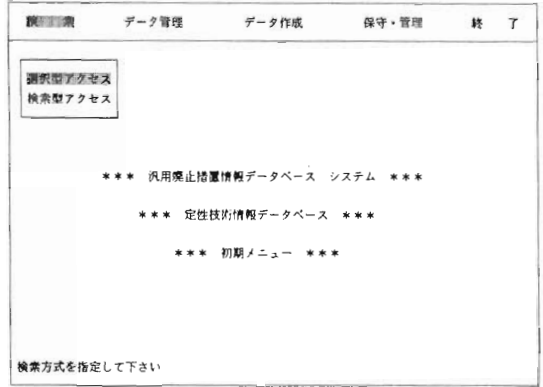 検 索 データ管理 データ作成 保守・管理 終 了
選択型アクセス
検索型アクセス
*** 汎用廃止措置情報データベース システム ***
*** 定性技術情報データベース ***
*** 初期メニュー ***
検索方式を指定して下さい